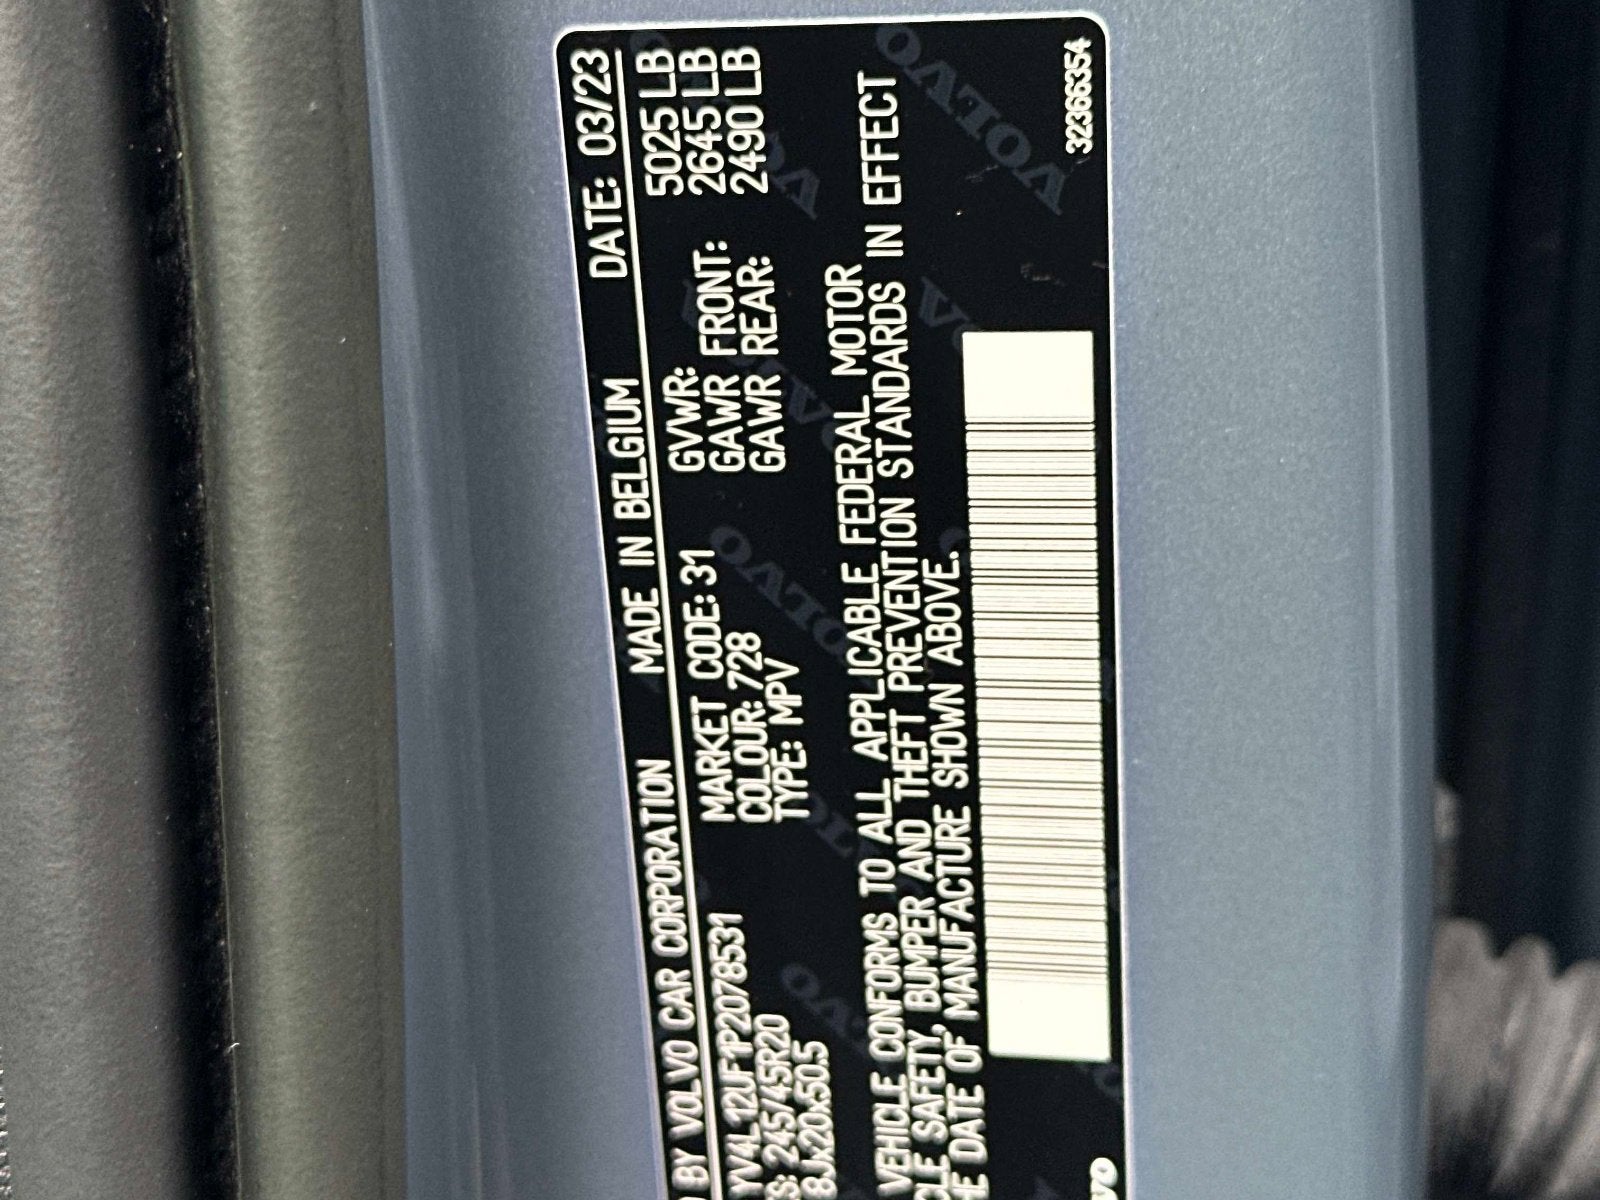 D BY VOLVO CAR CORPORATION MADE IN BELGIUM DATE: 03/23
YV4L12UF1P2078531 MARKET CODE: 31 GVWR: 5025 LB
S: 245/45R20 COLOUR: 728 GAWR FRONT: 2645 LB
8Jx20x50.5 TYPE: MPV GAWR REAR: 2490 LB
VEHICLE CONFORMS TO ALL APPLICABLE FEDERAL MOTOR
CLE SAFETY, BUMPER AND THEFT PREVENTION STANDARDS IN EFFECT
HE DATE OF MANUFACTURE SHOWN ABOVE.
32366354